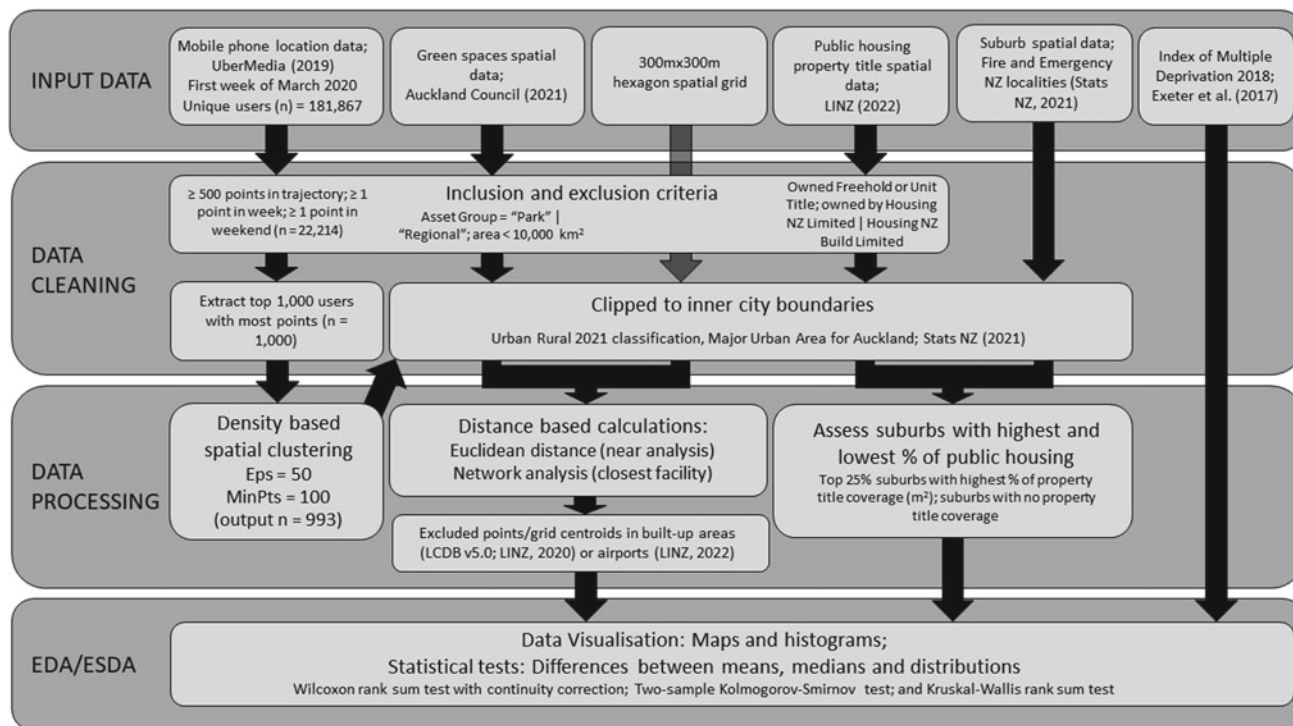 INPUT DATA
Mobile phone location data;
UberMedia (2019)
First week of March 2020
Unique users (n) = 181,867
Green spaces spatial
data;
Auckland Council (2021)
300mx300m
hexagon spatial grid
Public housing
property title spatial
data;
LINZ (2022)
Suburb spatial data;
Fire and Emergency
NZ localities (Stats
NZ, 2021)
Index of Multiple
Deprivation 2018;
Exeter et al. (2017)
DATA
CLEANING
≥ 500 points in trajectory; ≥ 1
point in week; ≥ 1 point in
weekend (n = 22,214)
Inclusion and exclusion criteria
Asset Group = “Park” |
“Regional”; area < 10,000 km²
Owned Freehold or Unit
Title; owned by Housing
NZ Limited | Housing NZ
Build Limited
Extract top 1,000 users
with most points (n =
1,000)
Clipped to inner city boundaries
Urban Rural 2021 classification, Major Urban Area for Auckland; Stats NZ (2021)
DATA
PROCESSING
Density based
spatial clustering
Eps = 50
MinPts = 100
(output n = 993)
Distance based calculations:
Euclidean distance (near analysis)
Network analysis (closest facility)
Excluded points/grid centroids in built-up areas
(LCDB v5.0; LINZ, 2020) or airports (LINZ, 2022)
Assess suburbs with highest and
lowest % of public housing
Top 25% suburbs with highest % of property
title coverage (m²); suburbs with no property
title coverage
EDA/ESDA
Data Visualisation: Maps and histograms;
Statistical tests: Differences between means, medians and distributions
Wilcoxon rank sum test with continuity correction; Two-sample Kolmogorov-Smirnov test; and Kruskal-Wallis rank sum test